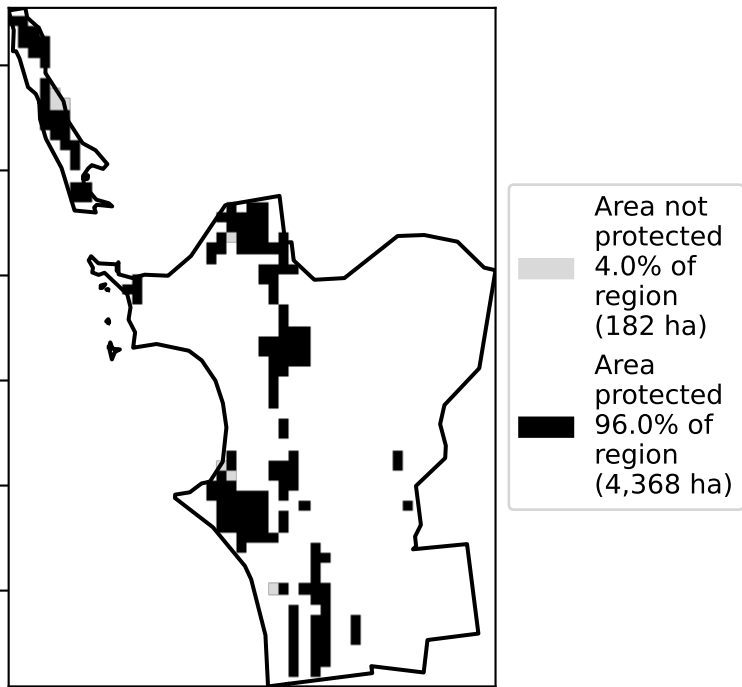 Area not
protected
4.0% of
region
(182 ha)
Area
protected
96.0% of
region
(4,368 ha)